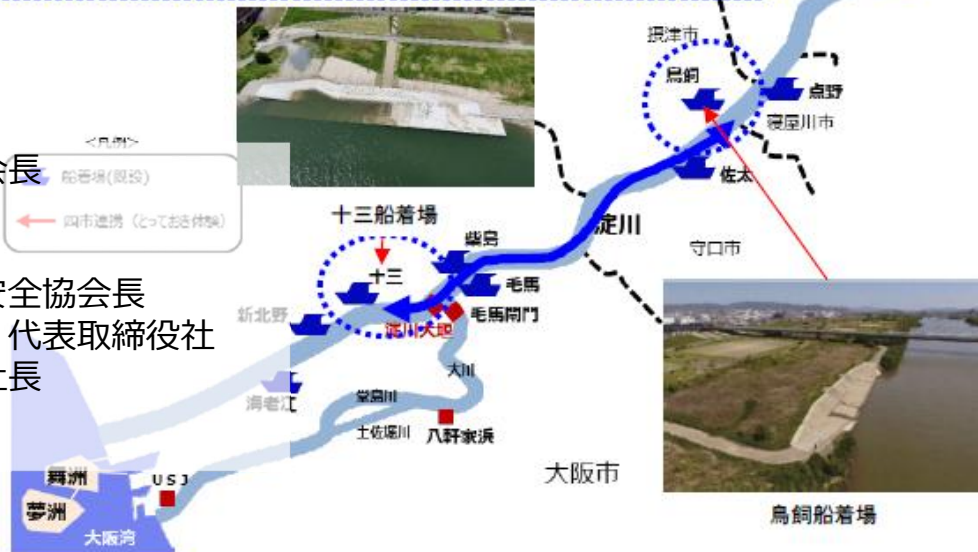 摂津市
鳥飼
点野
寝屋川市
佐太
淀川
守口市
<凡例>
会長
船着場(既設)
四市連携(とっておき体験)
十三船着場
柴島
十三
毛馬
毛馬閘門
淀川大堰
新北野
安全協会長
代表取締役社
社長
海老江
大川
堂島川
土佐堀川
八軒家浜
大阪市
舞洲
USJ
夢洲
大阪湾
鳥飼船着場